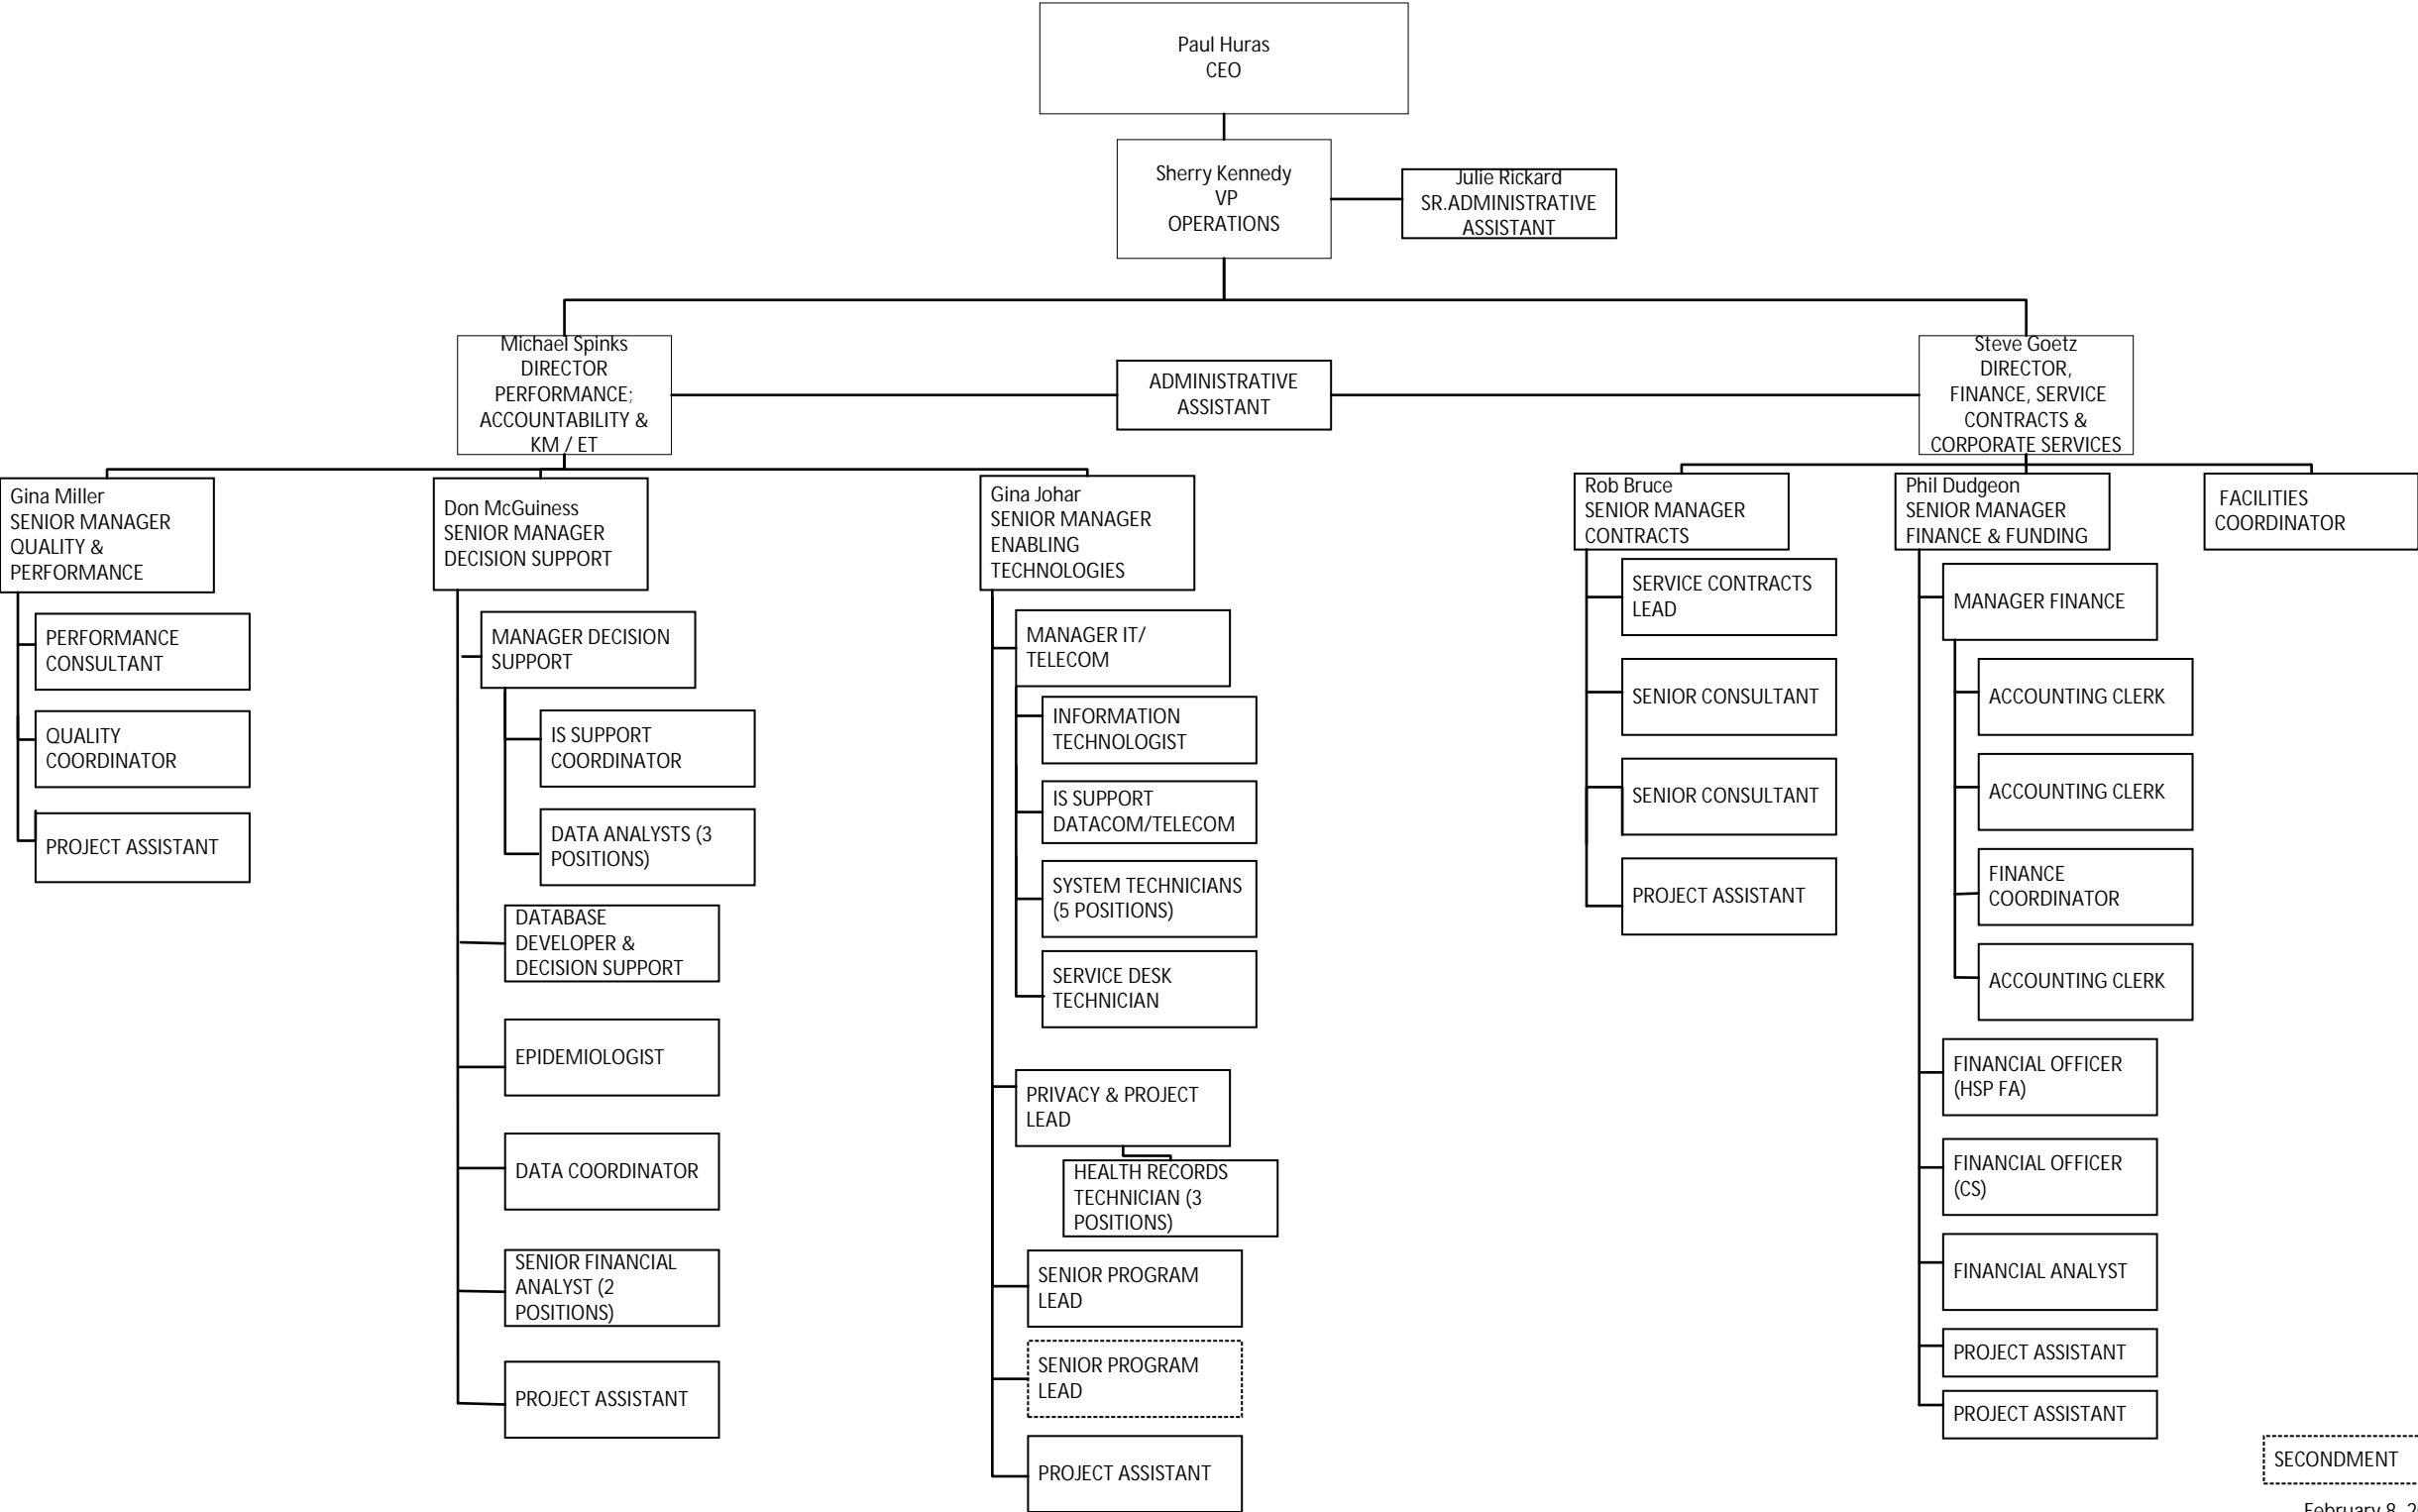 Paul Huras
CEO
Sherry Kennedy
VP
OPERATIONS
Julie Rickard
SR.ADMINISTRATIVE
ASSISTANT
Michael Spinks
DIRECTOR
PERFORMANCE;
ACCOUNTABILITY &
KM / ET
ADMINISTRATIVE
ASSISTANT
Steve Goetz
DIRECTOR,
FINANCE, SERVICE
CONTRACTS &
CORPORATE SERVICES
Gina Miller
SENIOR MANAGER
QUALITY &
PERFORMANCE
PERFORMANCE
CONSULTANT
QUALITY
COORDINATOR
PROJECT ASSISTANT
Don McGuiness
SENIOR MANAGER
DECISION SUPPORT
MANAGER DECISION
SUPPORT
IS SUPPORT
COORDINATOR
DATA ANALYSTS (3
POSITIONS)
DATABASE
DEVELOPER &
DECISION SUPPORT
EPIDEMIOLOGIST
DATA COORDINATOR
SENIOR FINANCIAL
ANALYST (2
POSITIONS)
PROJECT ASSISTANT
Gina Johar
SENIOR MANAGER
ENABLING
TECHNOLOGIES
MANAGER IT/
TELECOM
INFORMATION
TECHNOLOGIST
IS SUPPORT
DATACOM/TELECOM
SYSTEM TECHNICIANS
(5 POSITIONS)
SERVICE DESK
TECHNICIAN
PRIVACY & PROJECT
LEAD
HEALTH RECORDS
TECHNICIAN (3
POSITIONS)
SENIOR PROGRAM
LEAD
SENIOR PROGRAM
LEAD
PROJECT ASSISTANT
Rob Bruce
SENIOR MANAGER
CONTRACTS
SERVICE CONTRACTS
LEAD
SENIOR CONSULTANT
SENIOR CONSULTANT
PROJECT ASSISTANT
Phil Dudgeon
SENIOR MANAGER
FINANCE & FUNDING
MANAGER FINANCE
ACCOUNTING CLERK
ACCOUNTING CLERK
FINANCE
COORDINATOR
ACCOUNTING CLERK
FINANCIAL OFFICER
(HSP FA)
FINANCIAL OFFICER
(CS)
FINANCIAL ANALYST
PROJECT ASSISTANT
PROJECT ASSISTANT
FACILITIES
COORDINATOR
SECONDMENT
February 8, 2